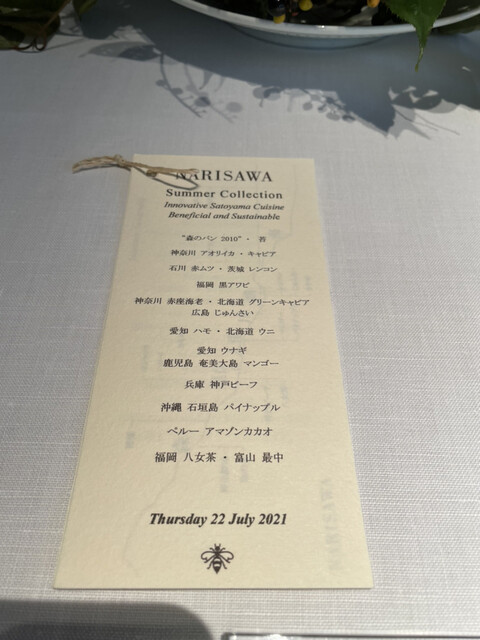 NARISAWA
Summer Collection
Innovative Satoyama Cuisine
Beneficial and Sustainable
"森のパン 2010"・ 苔
神奈川 アオリイカ・キャビア
石川 赤ムツ・茨城 レンコン
福岡 黒アワビ
神奈川 赤座海老・北海道 グリーンキャビア
広島 じゅんさい
愛知 ハモ・北海道 ウニ
愛知 ウナギ
鹿児島 奄美大島 マンゴー
兵庫 神戸ビーフ
沖縄 石垣島 パイナップル
ペルー アマゾンカカオ
福岡 八女茶・富山 最中
Thursday 22 July 2021